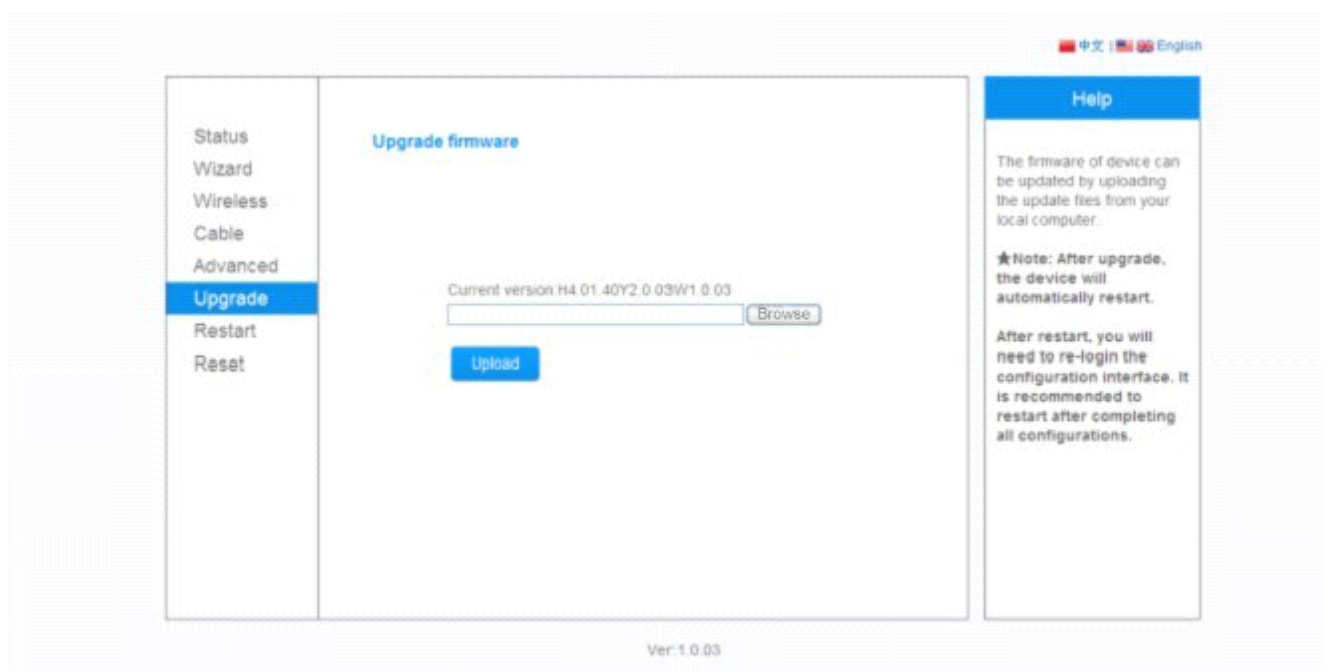 中文 | English
Status
Wizard
Wireless
Cable
Advanced
Upgrade
Restart
Reset
Upgrade firmware
Current version:H4.01.40Y2.0.03W1.0.03
Browse
Upload
Help
The firmware of device can
be updated by uploading
the update files from your
local computer.
★Note: After upgrade,
the device will
automatically restart.
After restart, you will
need to re-login the
configuration interface. It
is recommended to
restart after completing
all configurations.
Ver:1.0.03